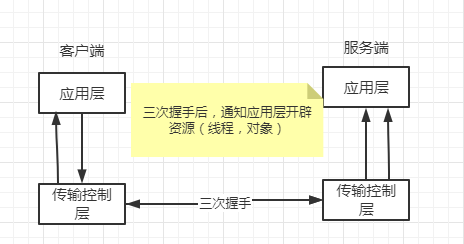 客户端
服务端
应用层
应用层
三次握手后，通知应用层开辟
资源（线程，对象）
传输控制
层
三次握手
传输控制
层